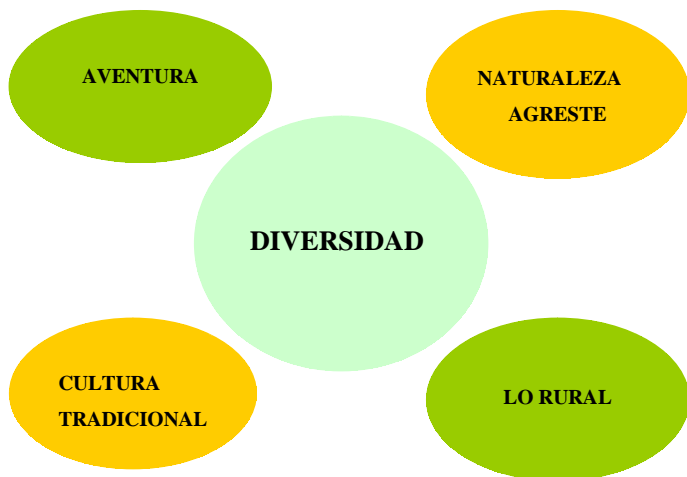 AVENTURA
NATURALEZA
AGRESTE
DIVERSIDAD
CULTURA
TRADICIONAL
LO RURAL